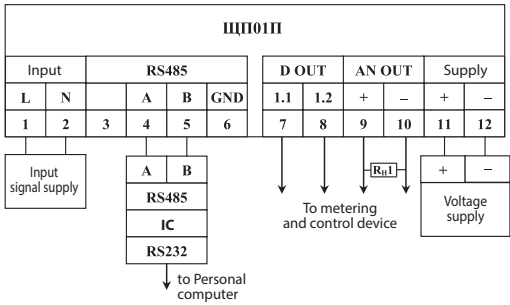 ЩП01П
Input RS485 D OUT AN OUT Supply
L N A B GND 1.1 1.2 + – + –
1 2 3 4 5 6 7 8 9 10 11 12
Input
signal supply
A B
RS485
IC
RS232
to Personal
computer
RН1
To metering
and control device
+ –
Voltage
supply